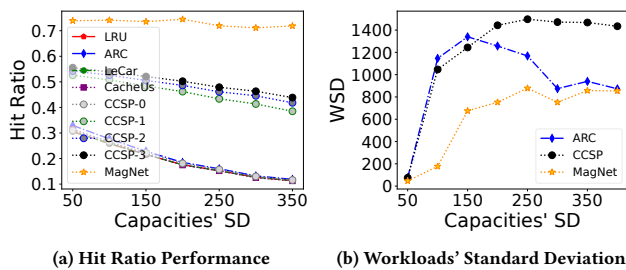 0.7
0.6
0.5
0.4
0.3
0.2
0.1
Hit Ratio
LRU
ARC
LeCar
CacheUs
CCSP-0
CCSP-1
CCSP-2
CCSP-3
MagNet
50 150 250 350
Capacities' SD
(a) Hit Ratio Performance
1400
1200
1000
800
600
400
200
0
WSD
ARC
CCSP
MagNet
50 150 250 350
Capacities' SD
(b) Workloads' Standard Deviation